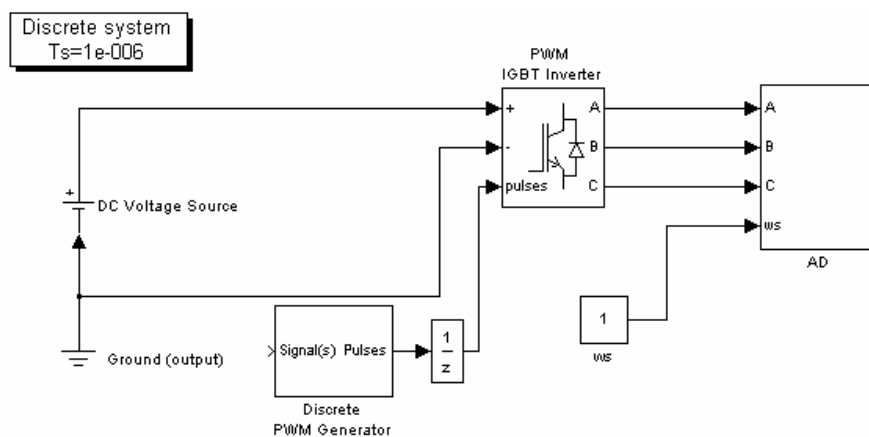 Discrete system
Ts=1e-006
PWM
IGBT Inverter
+
A
A
-
B
B
pulses
C
C
ws
AD
+
DC Voltage Source
Ground (output)
Signal(s) Pulses
Discrete
PWM Generator
1
z
1
ws